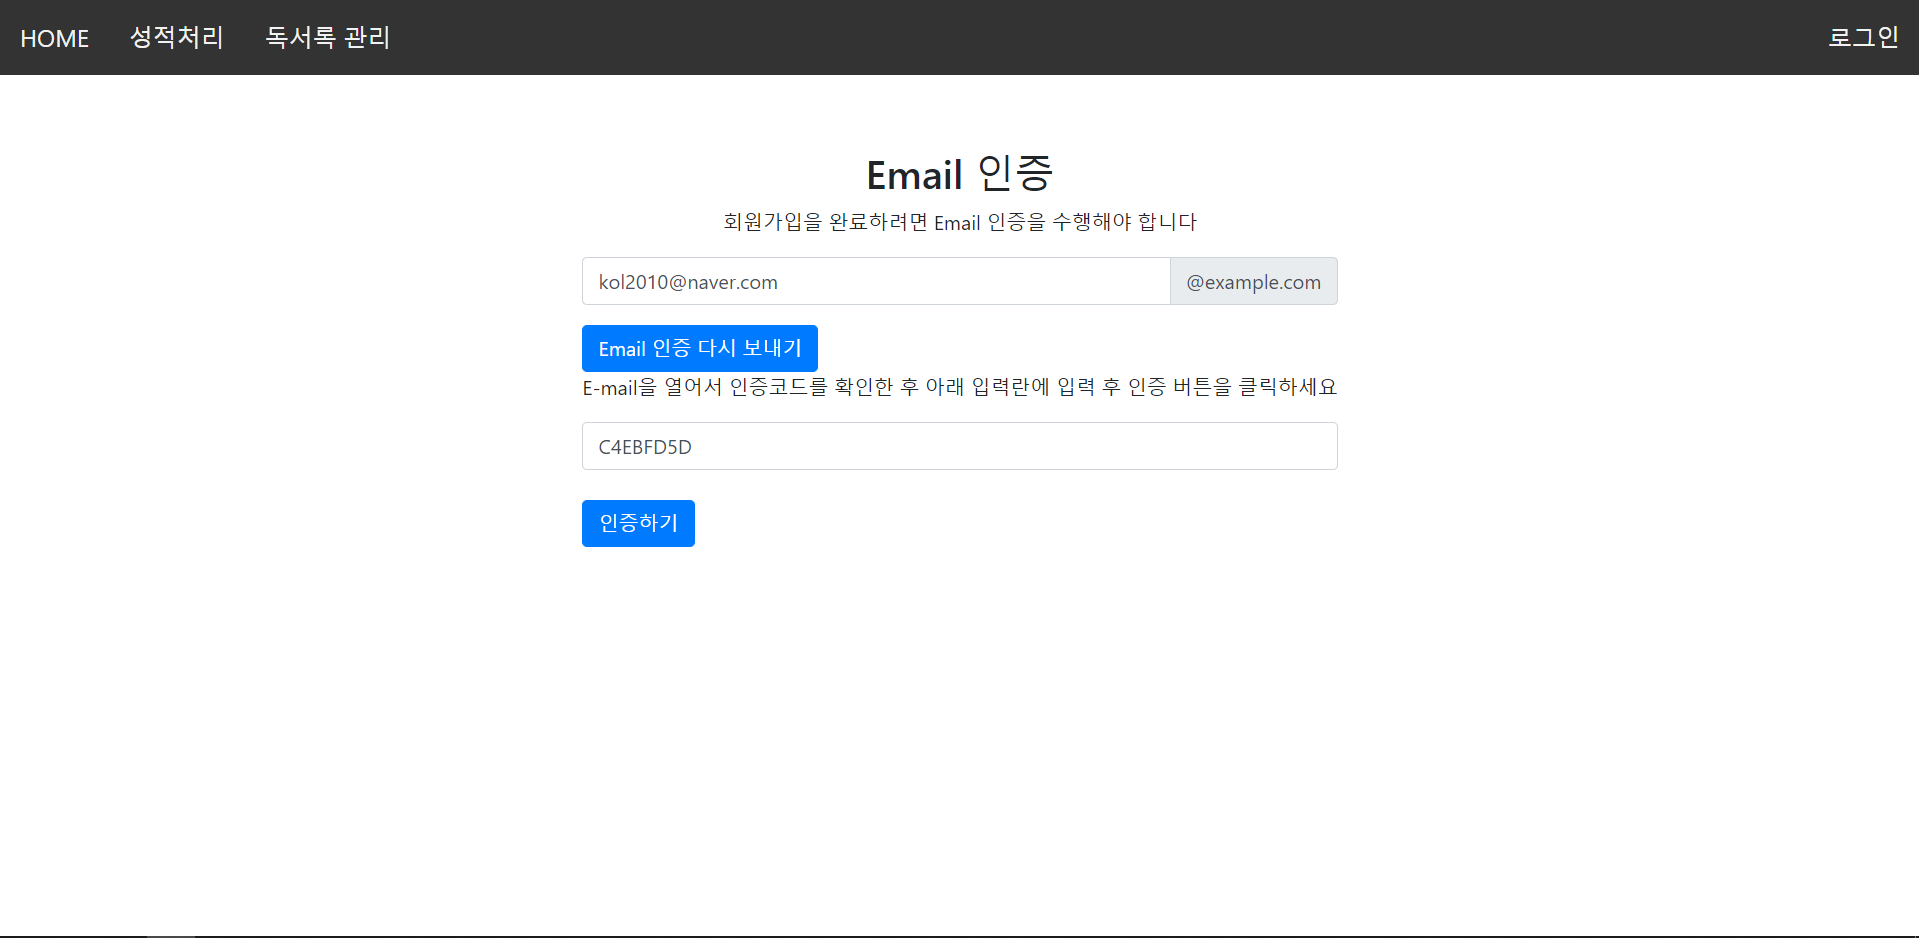 HOME 성적처리 독서록 관리 로그인
Email 인증
회원가입을 완료하려면 Email 인증을 수행해야 합니다
kol2010@naver.com @example.com
Email 인증 다시 보내기
E-mail을 열어서 인증코드를 확인한 후 아래 입력란에 입력 후 인증 버튼을 클릭하세요
C4EBFD5D
인증하기